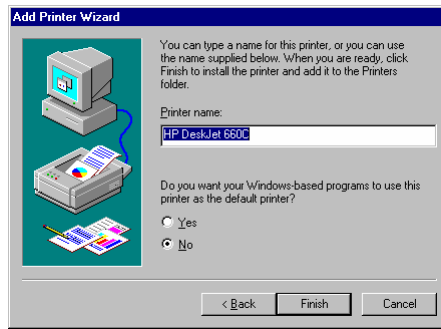 Add Printer Wizard
You can type a name for this printer, or you can use
the name supplied below. When you are ready, click
Finish to install the printer and add it to the Printers
folder.
Printer name:
HP DeskJet 660C
Do you want your Windows-based programs to use this
printer as the default printer?
Yes
No
< Back
Finish
Cancel